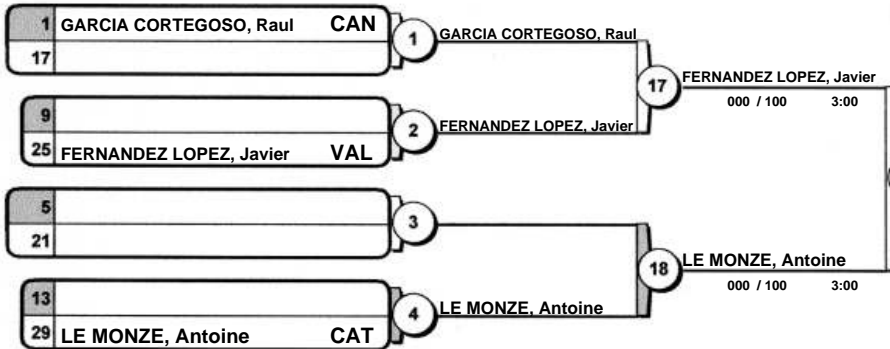 1 GARCIA CORTEGOSO, Raul CAN
17
1 GARCIA CORTEGOSO, Raul
17 FERNANDEZ LOPEZ, Javier
000 / 100 3:00
9
25 FERNANDEZ LOPEZ, Javier VAL
2 FERNANDEZ LOPEZ, Javier
5
21
3
18 LE MONZE, Antoine
000 / 100 3:00
13
29 LE MONZE, Antoine CAT
4 LE MONZE, Antoine